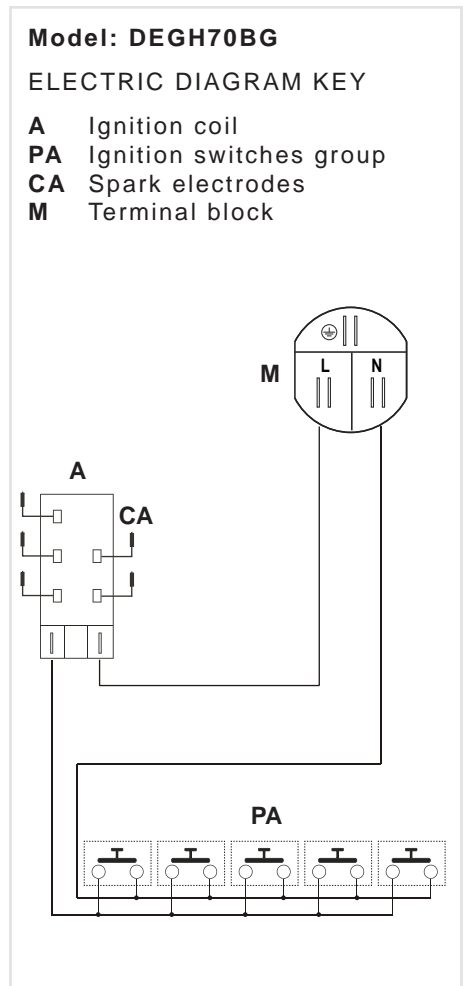 Model: DEGH70BG
ELECTRIC DIAGRAM KEY
A Ignition coil
PA Ignition switches group
CA Spark electrodes
M Terminal block
M
L N
A
CA
PA